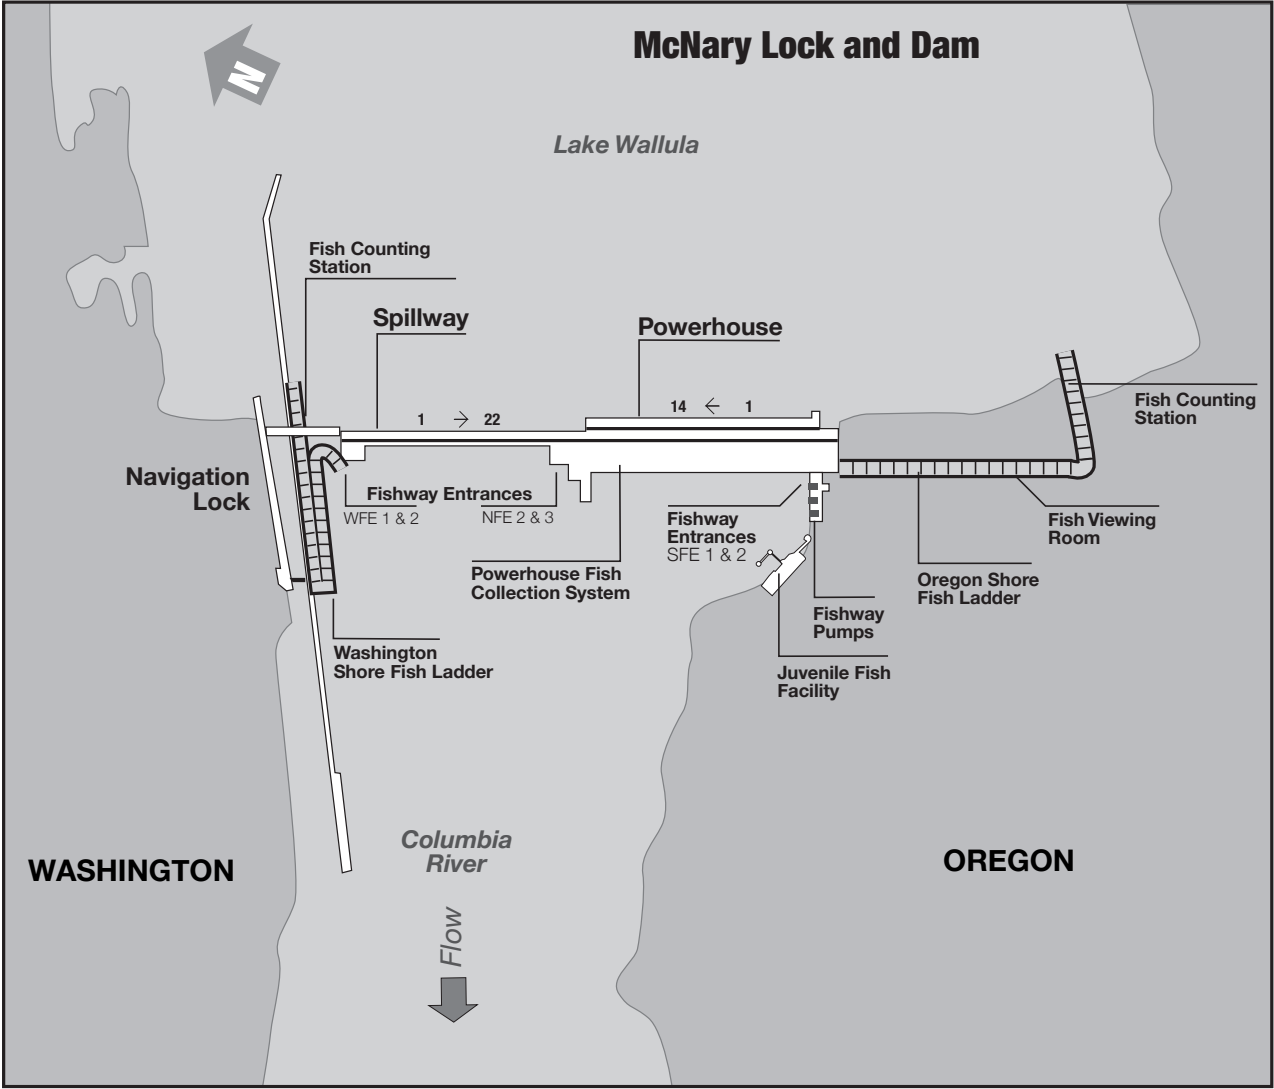 McNary Lock and Dam
N
Lake Wallula
Fish Counting
Station
Spillway
Powerhouse
1 → 22
14 ← 1
Fish Counting
Station
Navigation
Lock
Fishway Entrances
WFE 1 & 2
NFE 2 & 3
Fishway
Entrances
SFE 1 & 2
Fish Viewing
Room
Powerhouse Fish
Collection System
Oregon Shore
Fish Ladder
Fishway
Pumps
Washington
Shore Fish Ladder
Juvenile Fish
Facility
Columbia
River
WASHINGTON
OREGON
Flow